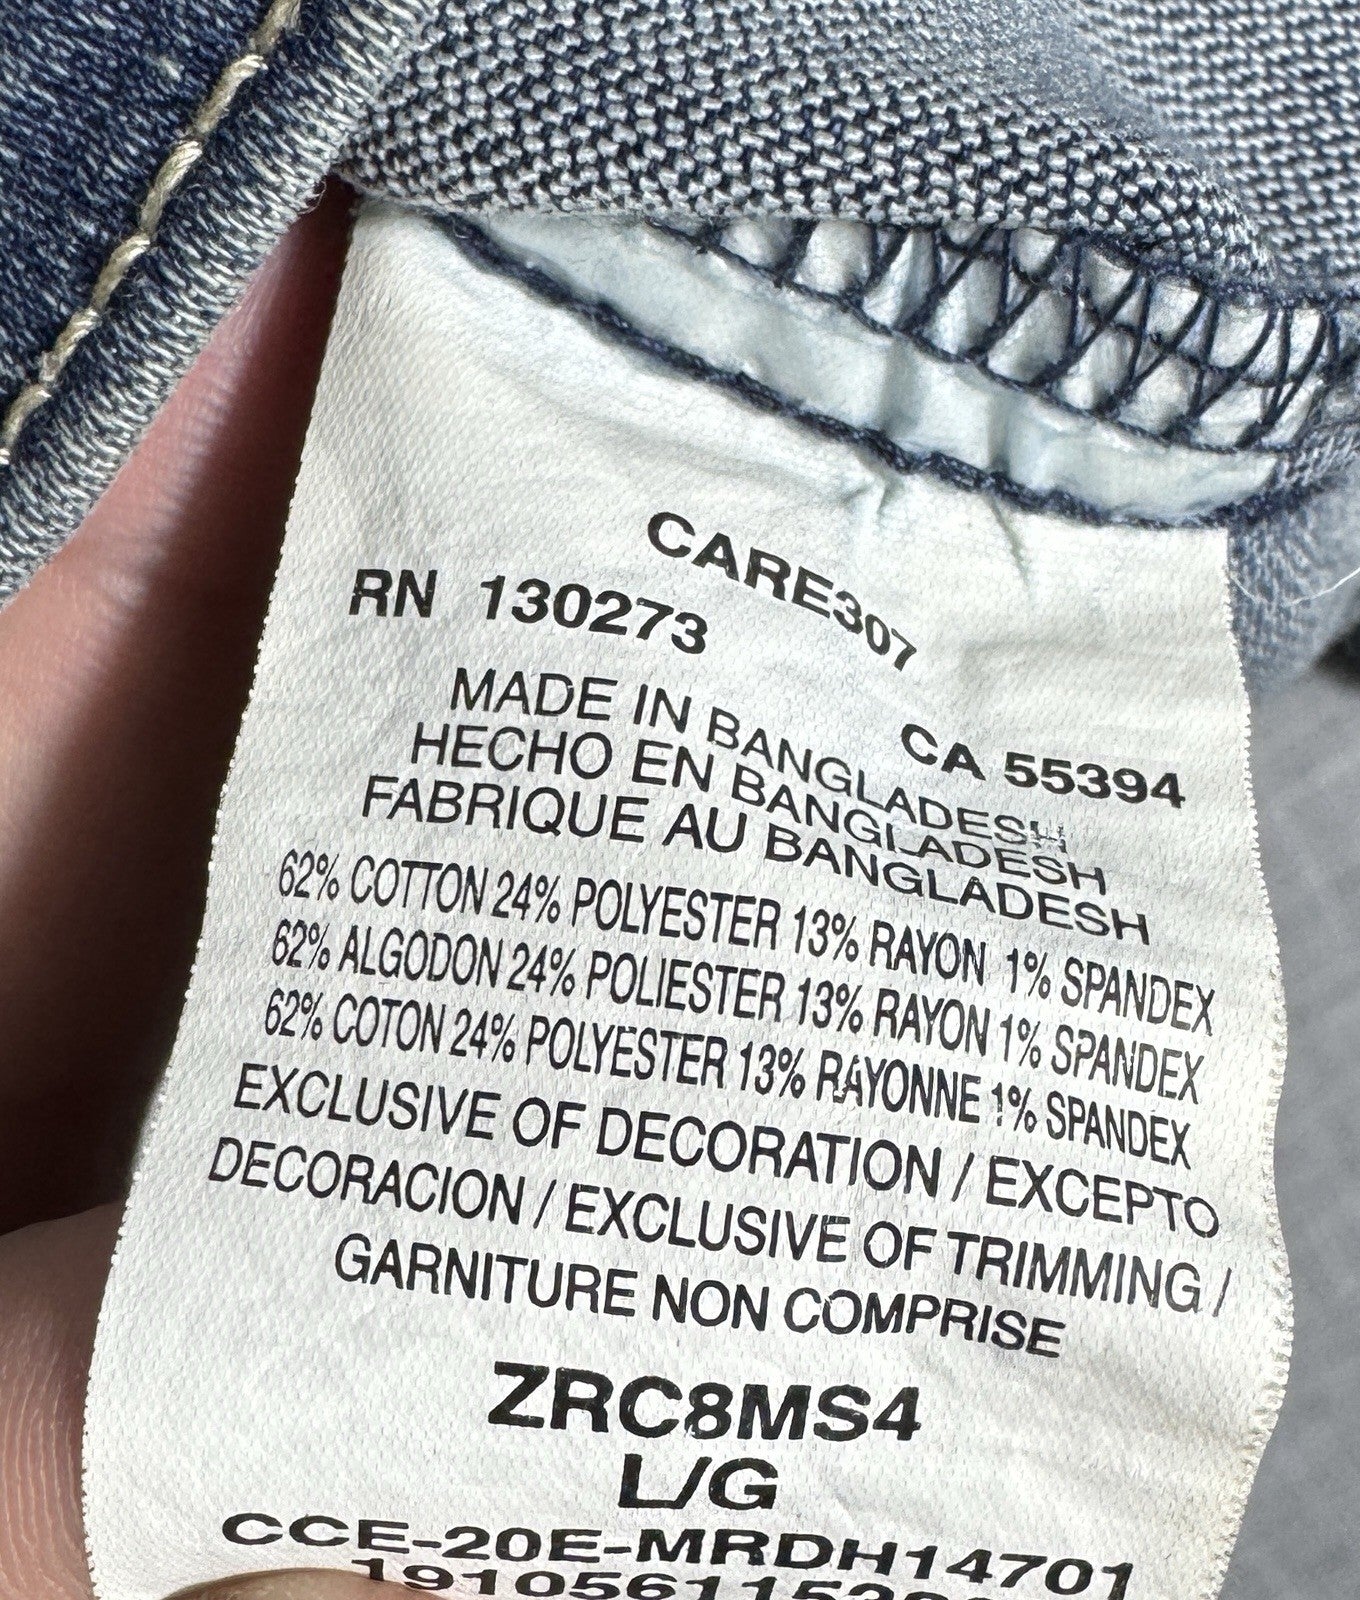 CARE307
RN 130273
CA 55394
MADE IN BANGLADESH
HECHO EN BANGLADESH
FABRIQUE AU BANGLADESH
62% COTTON 24% POLYESTER 13% RAYON 1% SPANDEX
62% ALGODON 24% POLIESTER 13% RAYON 1% SPANDEX
62% COTON 24% POLYESTER 13% RAYONNE 1% SPANDEX
EXCLUSIVE OF DECORATION / EXCEPTO
DECORACION / EXCLUSIVE OF TRIMMING /
GARNITURE NON COMPRISE
ZRC8MS4
L/G
CCE-20E-MRDH14701